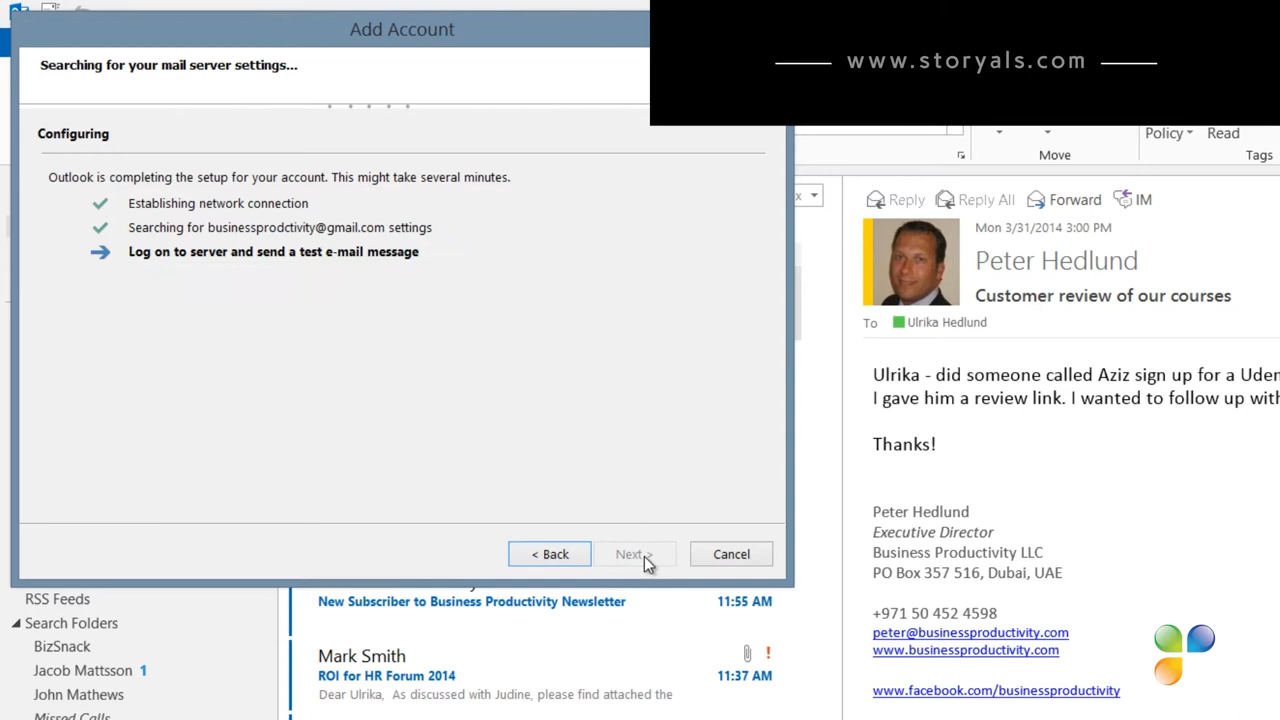 Add Account
www.storyals.com
Searching for your mail server settings...
Configuring
Outlook is completing the setup for your account. This might take several minutes.
Establishing network connection
Searching for businessprodctivity@gmail.com settings
Log on to server and send a test e-mail message
< Back
Next >
Cancel
Policy
Read
Move
Tags
x
Reply
Reply All
Forward
IM
Mon 3/31/2014 3:00 PM
Peter Hedlund
Customer review of our courses
To
Ulrika Hedlund
Ulrika - did someone called Aziz sign up for a Uden
I gave him a review link. I wanted to follow up with
Thanks!
Peter Hedlund
Executive Director
Business Productivity LLC
PO Box 357 516, Dubai, UAE
+971 50 452 4598
peter@businessproductivity.com
www.businessproductivity.com
www.facebook.com/businessproductivity
RSS Feeds
Search Folders
BizSnack
Jacob Mattsson 1
John Mathews
Missed Calls
New Subscriber to Business Productivity Newsletter 11:55 AM
Mark Smith !
ROI for HR Forum 2014 11:37 AM
Dear Ulrika, As discussed with Judine, please find attached the